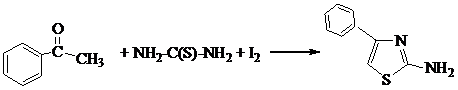 O
CH3 + NH2-C(S)-NH2 + I2 N
S NH2